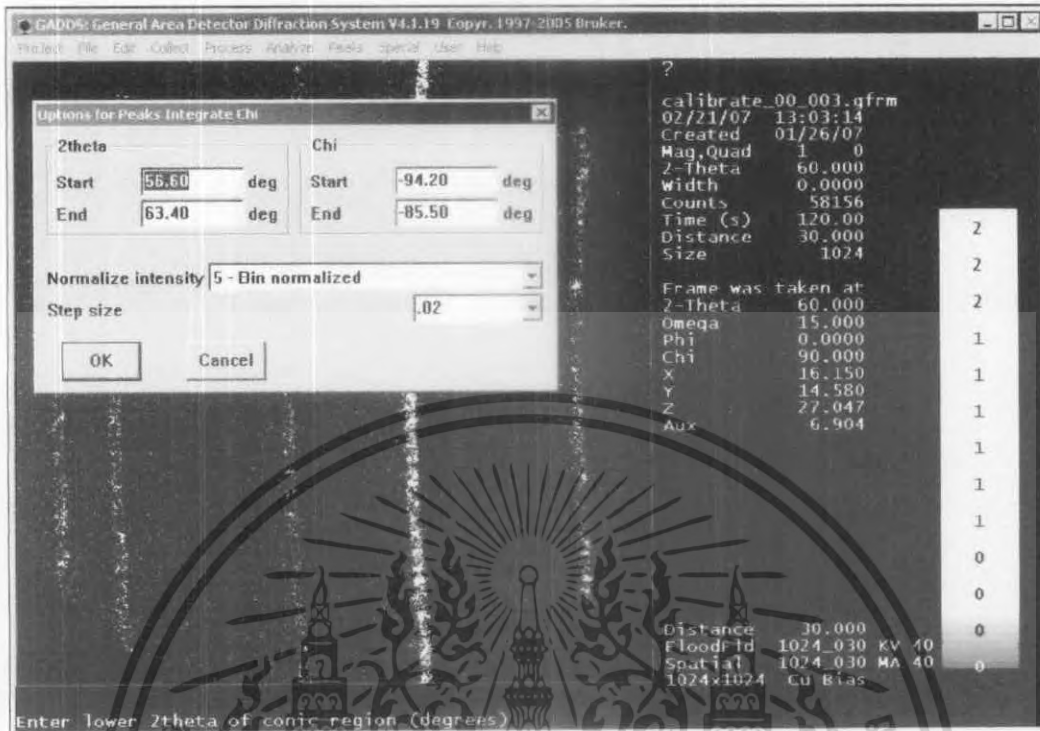 GADDS: General Area Detector Diffraction System V4.1.19 Copyr. 1997-2005 Bruker.
Project File Edit Collect Process Analyze Peaks Special User Help
?
calibrate_00_003.gfrm
02/21/07 13:03:14
Created 01/26/07
Mag,Quad 1 0
2-Theta 60.000
Width 0.0000
Counts 58156
Time (s) 120.00
Distance 30.000
Size 1024
Frame was taken at
2-Theta 60.000
Omega 15.000
Phi 0.0000
Chi 90.000
X 16.150
Y 14.580
Z 27.047
Aux 6.904
Distance 30.000
FloodFld 1024_030 KV 40
Spatial 1024_030 MA 40
1024x1024 Cu Bias
2
2
2
1
1
1
1
1
1
0
0
0
0
Options for Peaks Integrate Chi
2theta
Start 56.60 deg
End 63.40 deg
Chi
Start -94.20 deg
End -85.50 deg
Normalize intensity 5 - Bin normalized
Step size .02
OK Cancel
Enter lower 2theta of conic region (degrees)